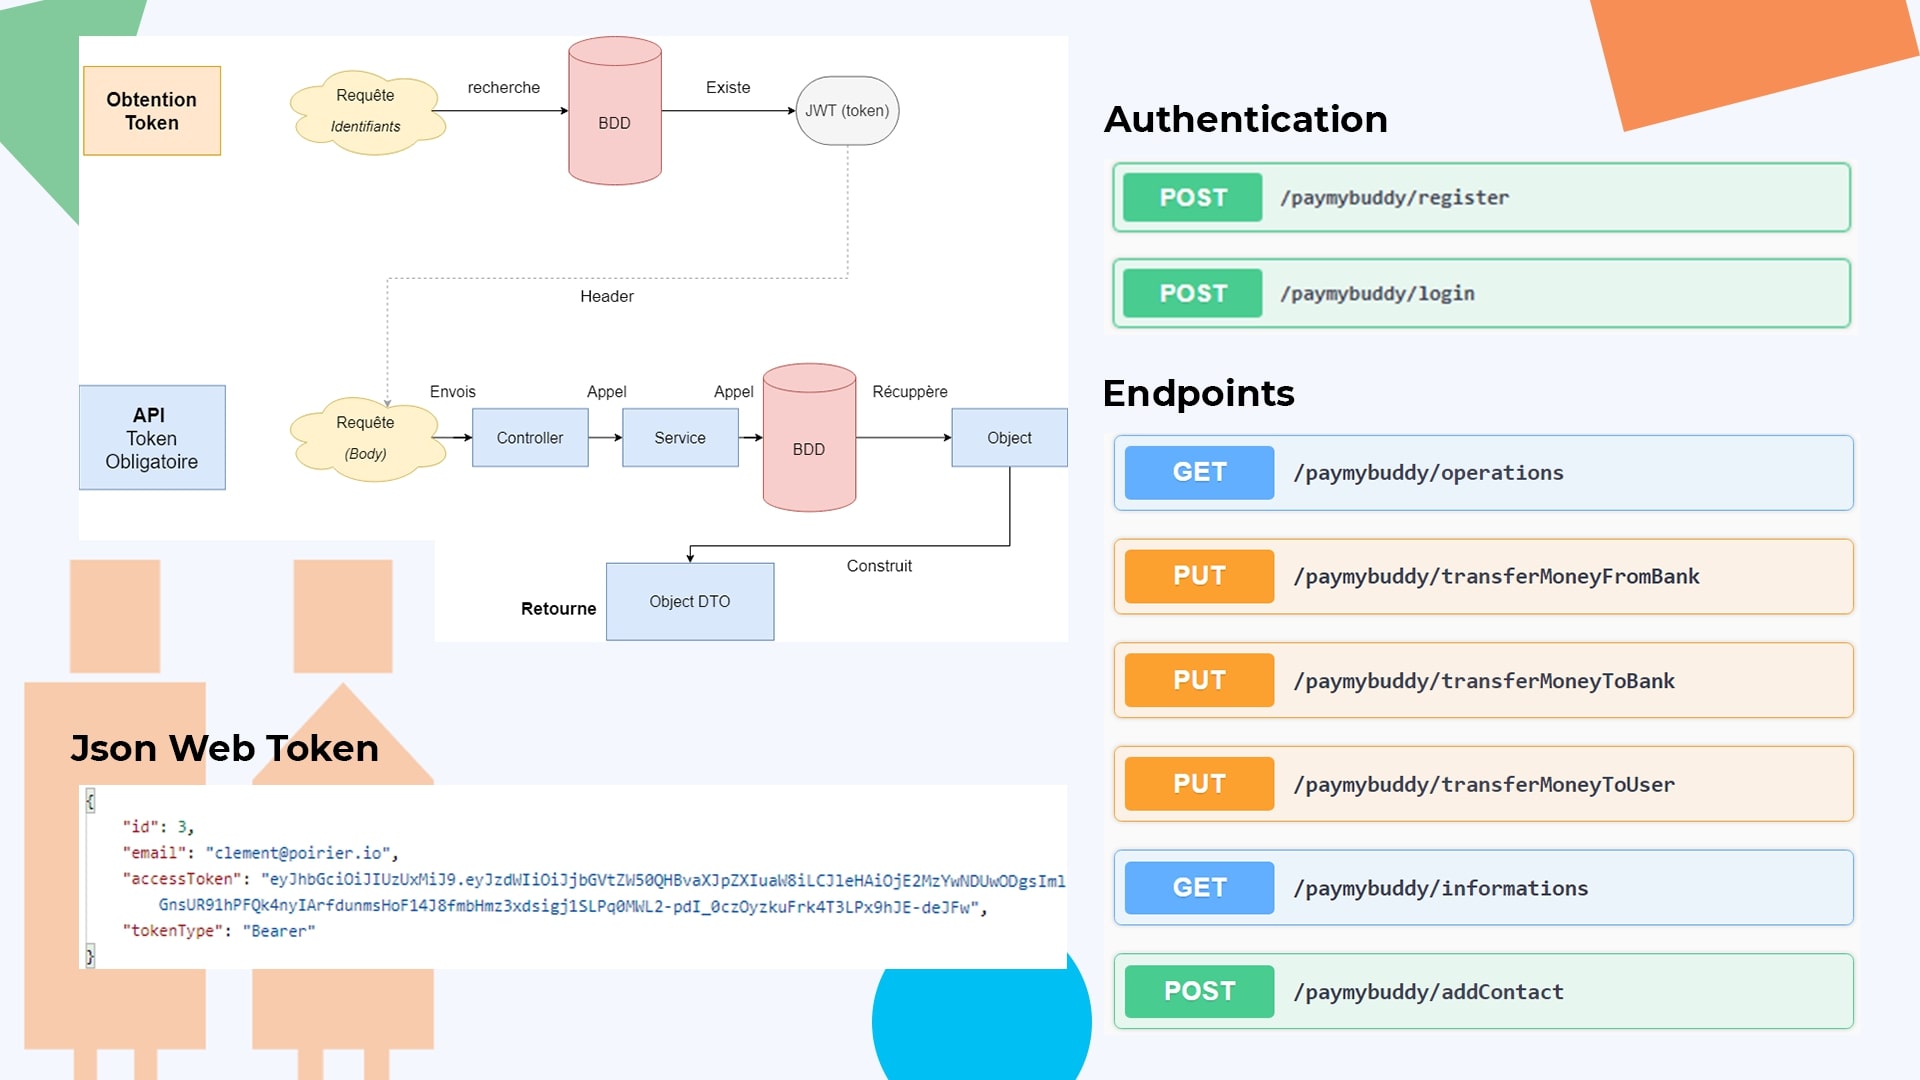 Obtention
Token
Requête
Identifiants
recherche
BDD
Existe
JWT (token)
Header
API
Token
Obligatoire
Requête
(Body)
Envois
Controller
Appel
Service
Appel
BDD
Récuppère
Object
Construit
Retourne
Object DTO
Json Web Token
{
"id": 3,
"email": "clement@poirier.io",
"accessToken": "eyJhbGciOiJIUzUxMiJ9.eyJzdWIiOiJjbGVtZW50QHBvaXJpZXIuaW8iLCJleHAiOjE2MzYwNDUwODgsIml
GnsUR91hPFQk4nyIArfdunmsHoF14J8fmbHmz3xdsigj1SLPq0MWL2-pdI_0czOyzkuFrk4T3LPx9hJE-deJFw",
"tokenType": "Bearer"
}
Authentication
POST /paymybuddy/register
POST /paymybuddy/login
Endpoints
GET /paymybuddy/operations
PUT /paymybuddy/transferMoneyFromBank
PUT /paymybuddy/transferMoneyToBank
PUT /paymybuddy/transferMoneyToUser
GET /paymybuddy/informations
POST /paymybuddy/addContact